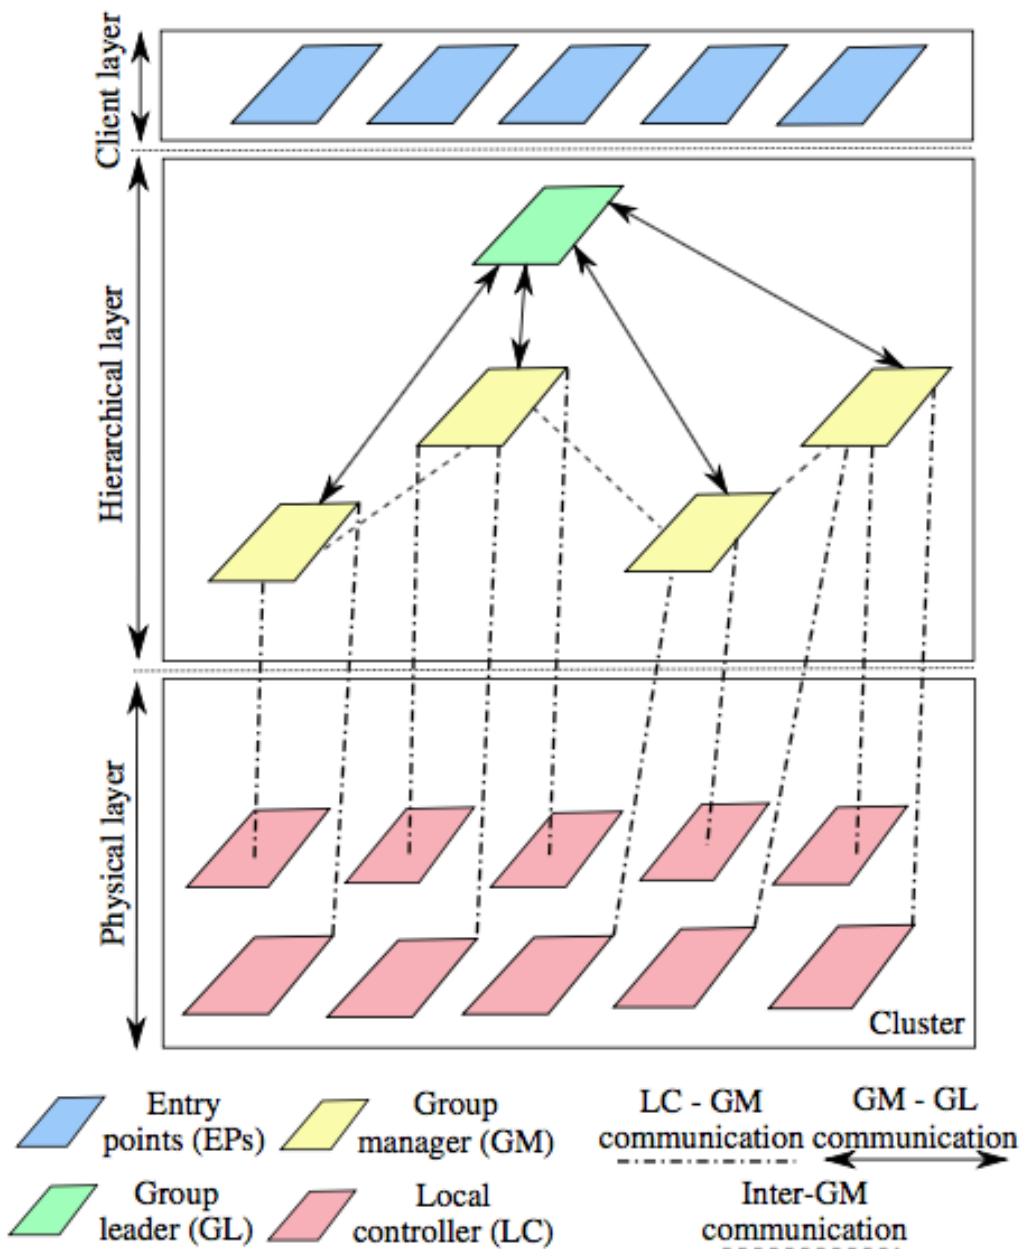 Client layer
Hierarchical layer
Physical layer
Cluster
Entry
points (EPs)
Group
manager (GM)
LC - GM
communication
GM - GL
communication
Group
leader (GL)
Local
controller (LC)
Inter-GM
communication